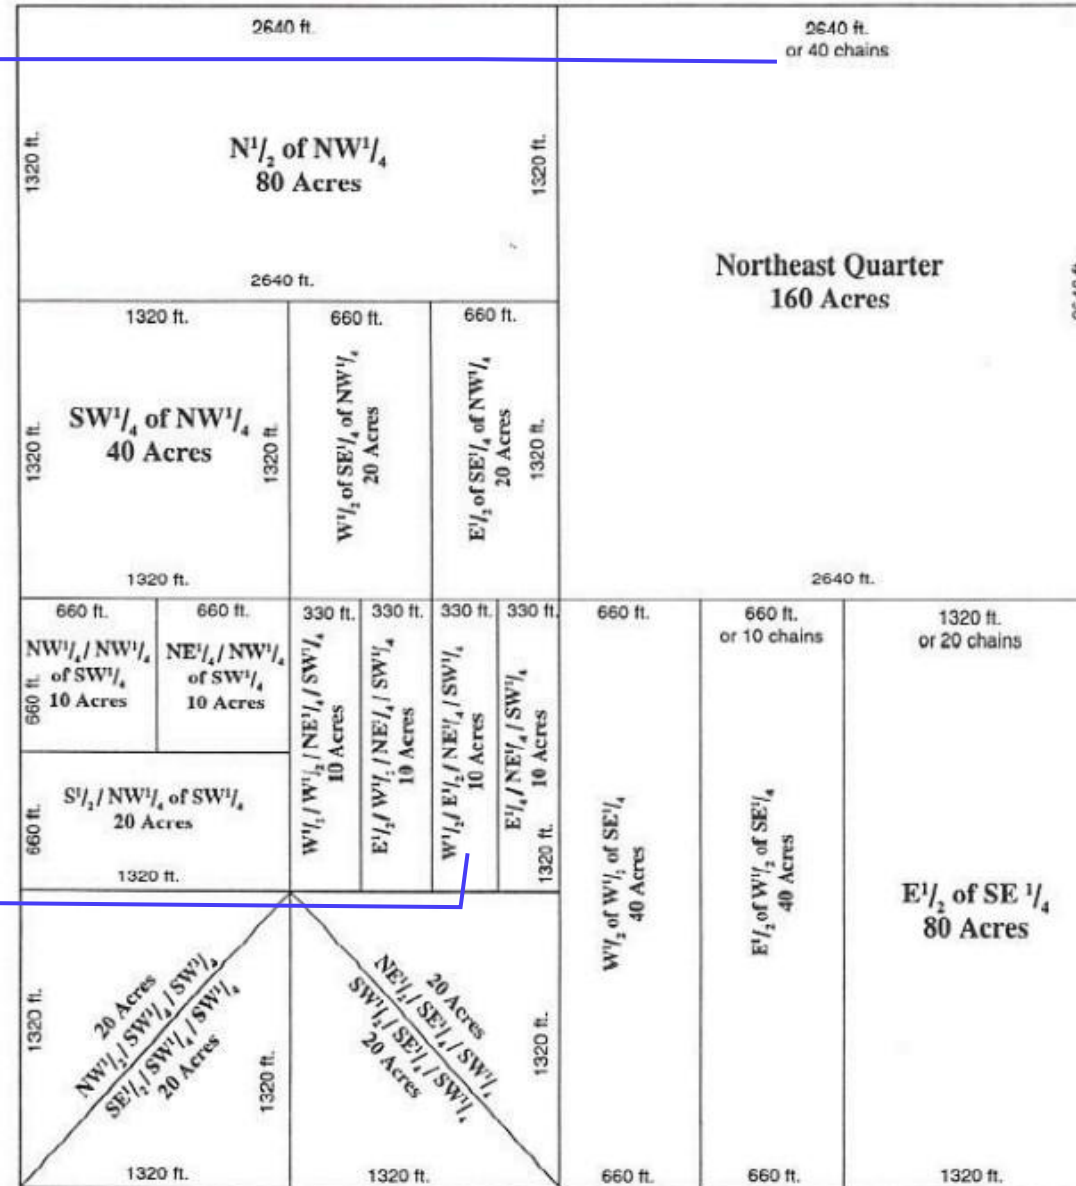 2640 ft.
2640 ft.
or 40 chains
1320 ft.
N¹/₂ of NW¹/₄
80 Acres
1320 ft.
2640 ft.
Northeast Quarter
160 Acres
1320 ft.
660 ft.
660 ft.
1320 ft.
SW¹/₄ of NW¹/₄
40 Acres
1320 ft.
W¹/₂ of SE¹/₄ of NW¹/₄
20 Acres
E¹/₂ of SE¹/₄ of NW¹/₄
20 Acres
1320 ft.
1320 ft.
2640 ft.
660 ft.
660 ft.
330 ft.
330 ft.
330 ft.
330 ft.
660 ft.
660 ft.
or 10 chains
1320 ft.
or 20 chains
NW¹/₄ / NW¹/₄
of SW¹/₄
10 Acres
660 ft.
NE¹/₄ / NW¹/₄
of SW¹/₄
10 Acres
W¹/₂ / W¹/₂ / NE¹/₄ / SW¹/₄
10 Acres
E¹/₂ / W¹/₂ / NE¹/₄ / SW¹/₄
10 Acres
W¹/₂ / E¹/₂ / NE¹/₄ / SW¹/₄
10 Acres
E¹/₄ / NE¹/₄ / SW¹/₄
10 Acres
1320 ft.
660 ft.
S¹/₂ / NW¹/₄ of SW¹/₄
20 Acres
1320 ft.
W¹/₂ of W¹/₂ of SE¹/₄
40 Acres
E¹/₂ of W¹/₂ of SE¹/₄
40 Acres
E¹/₂ of SE ¹/₄
80 Acres
1320 ft.
20 Acres
NW¹/₂ / SW¹/₄ / SW¹/₄
SE¹/₂ / SW¹/₄ / SW¹/₄
20 Acres
1320 ft.
20 Acres
NE¹/₂ / SE¹/₄ / SW¹/₄
SW¹/₂ / SE¹/₄ / SW¹/₄
20 Acres
1320 ft.
1320 ft.
1320 ft.
660 ft.
660 ft.
1320 ft.